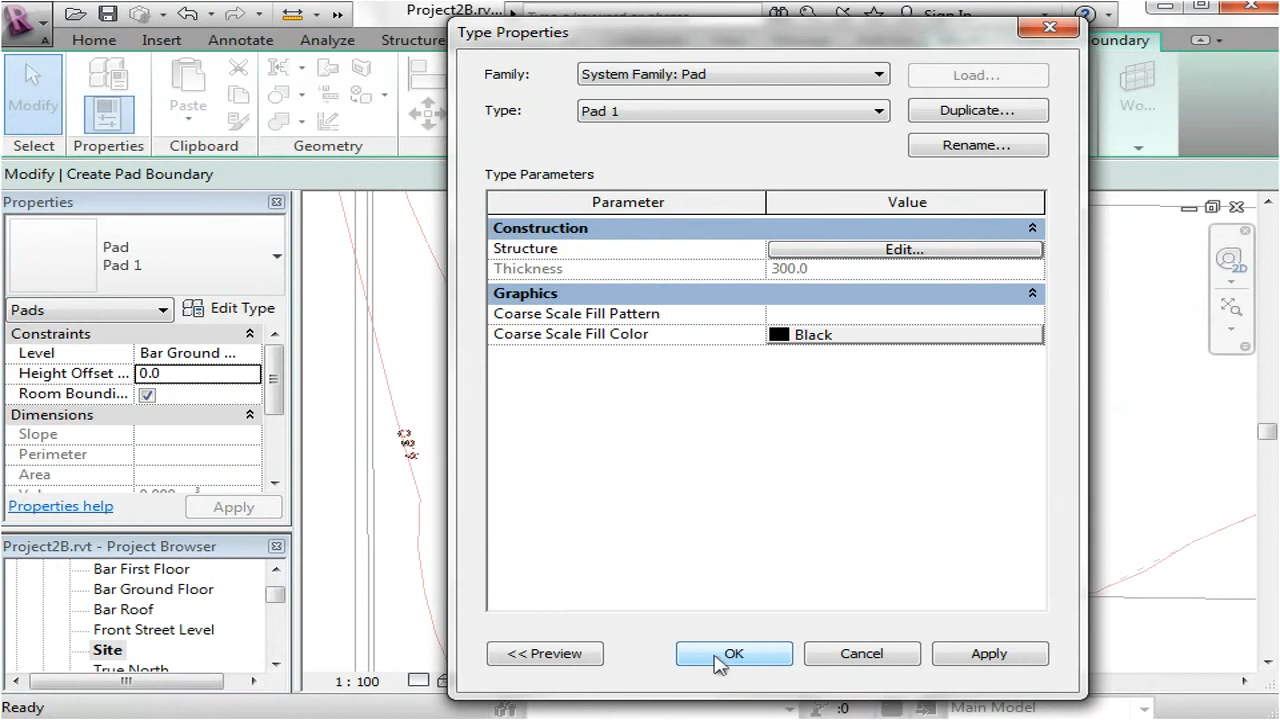 Project2B.rv...
Sign In
Home
Insert
Annotate
Analyze
Structure
Boundary
Modify
Paste
Wo...
Select
Properties
Clipboard
Geometry
Modify | Create Pad Boundary
Properties
Pad
Pad 1
Pads
Edit Type
Constraints
Level
Bar Ground ...
Height Offset ...
0.0
Room Boundi...
Dimensions
Slope
Perimeter
Area
Properties help
Apply
Project2B.rvt - Project Browser
Bar First Floor
Bar Ground Floor
Bar Roof
Front Street Level
Site
True North
1 : 100
Ready
:0
Main Model
2D
Type Properties
Family:
System Family: Pad
Load...
Type:
Pad 1
Duplicate...
Rename...
Type Parameters
Parameter
Value
Construction
Structure
Edit...
Thickness
300.0
Graphics
Coarse Scale Fill Pattern
Coarse Scale Fill Color
Black
<< Preview
OK
Cancel
Apply